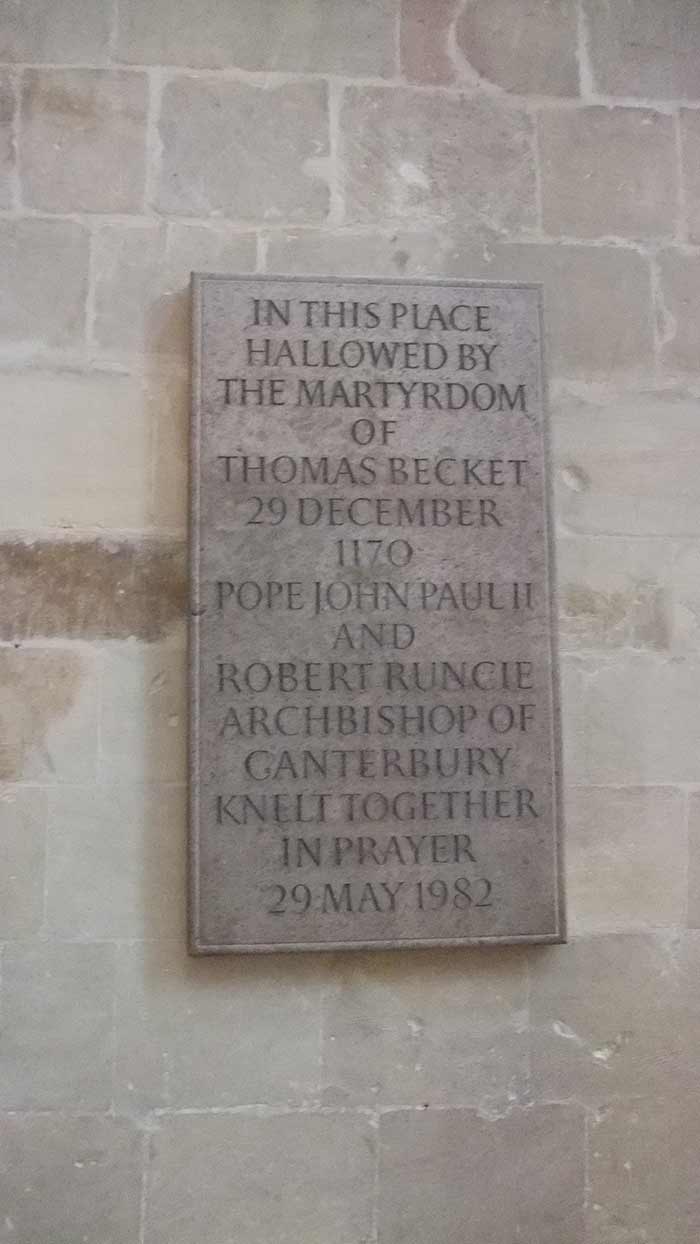 IN THIS PLACE
HALLOWED BY
THE MARTYRDOM
OF
THOMAS BECKET
29 DECEMBER
1170
POPE JOHN PAUL II
AND
ROBERT RUNCIE
ARCHBISHOP OF
CANTERBURY
KNELT TOGETHER
IN PRAYER
29 MAY 1982